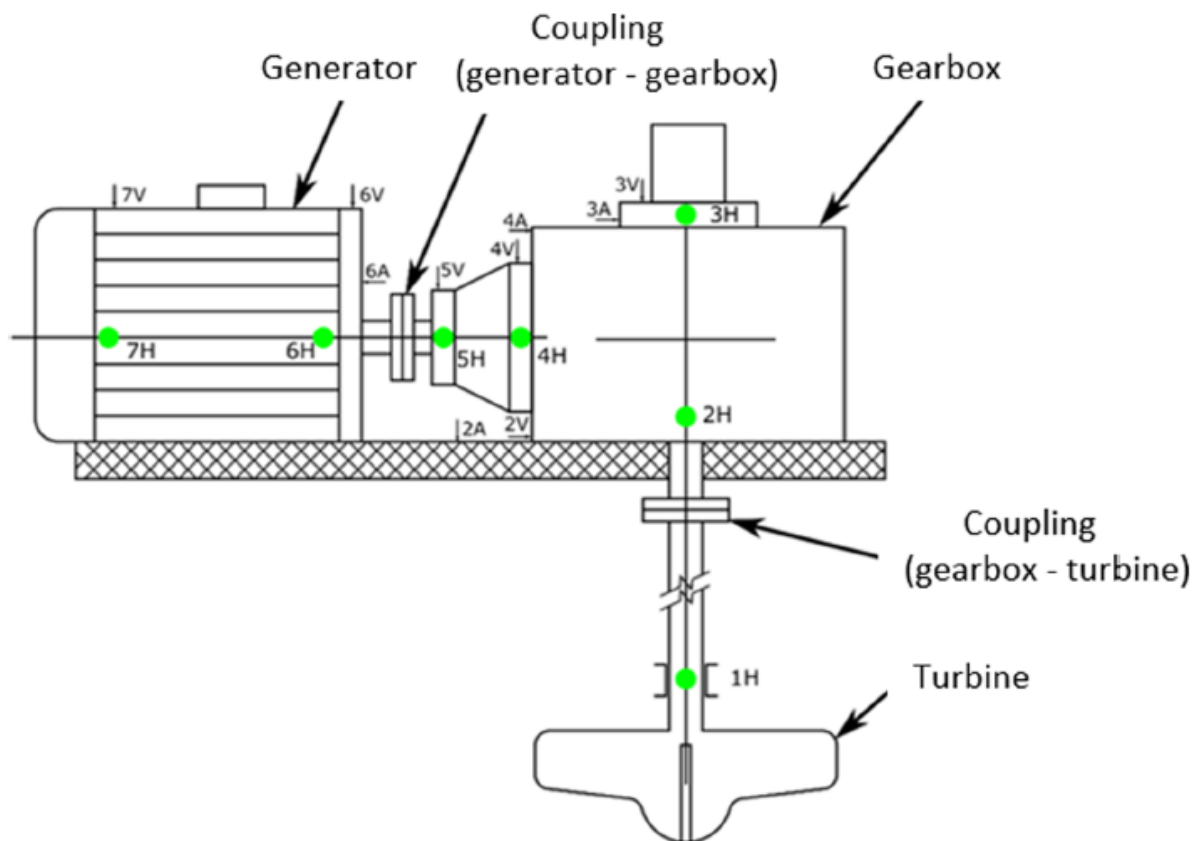 Coupling
(generator - gearbox)
Generator
Gearbox
7V
6V
3V
3A
3H
4A
4V
6A
5V
7H
6H
5H
4H
2H
2A
2V
Coupling
(gearbox - turbine)
1H
Turbine